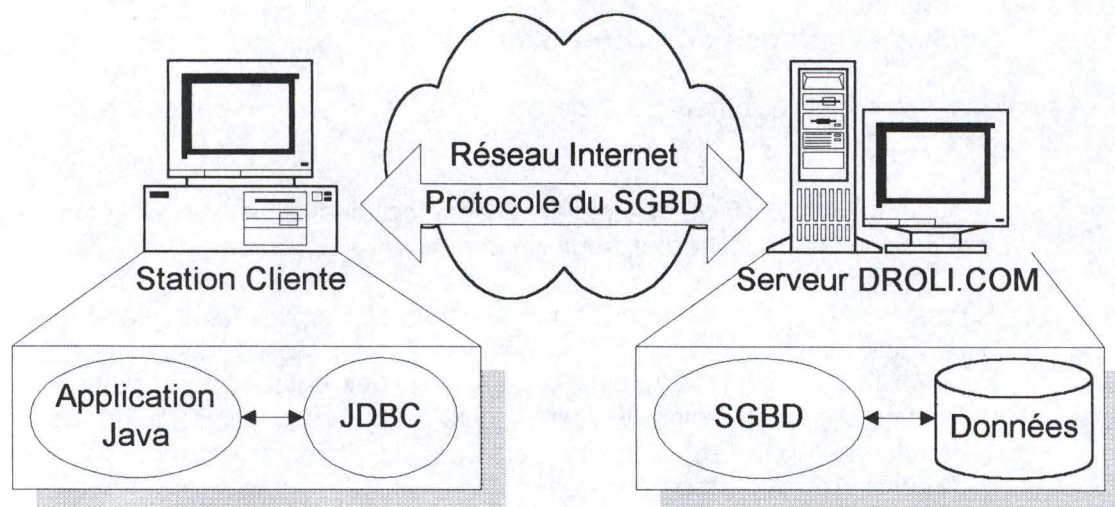 Réseau Internet
Protocole du SGBD
Station Cliente
Serveur DROLI.COM
Application
Java
JDBC
SGBD
Données